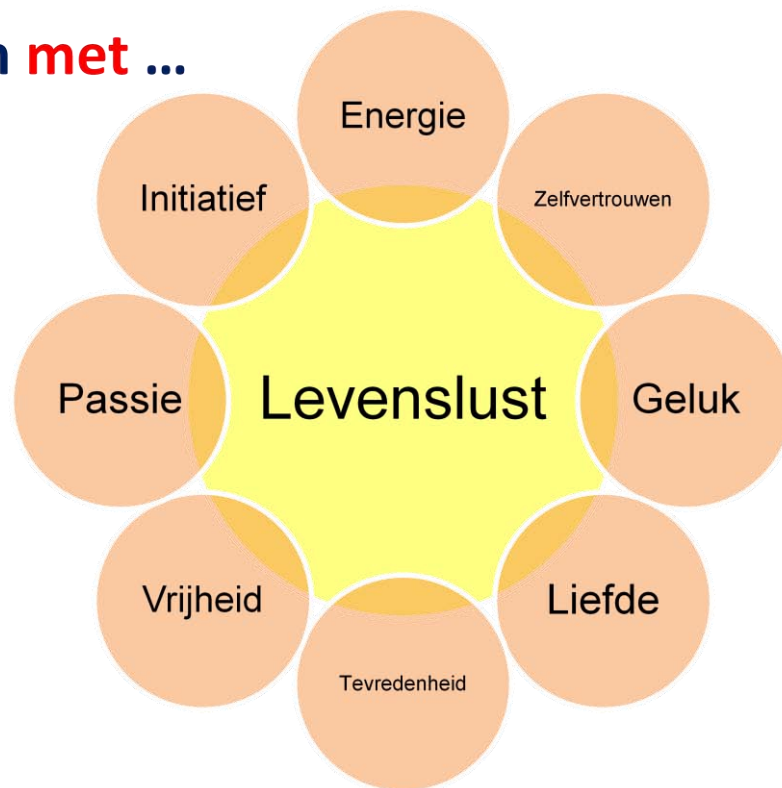 met ...
Energie
Zelfvertrouwen
Geluk
Liefde
Tevredenheid
Vrijheid
Passie
Initiatief
Levenslust